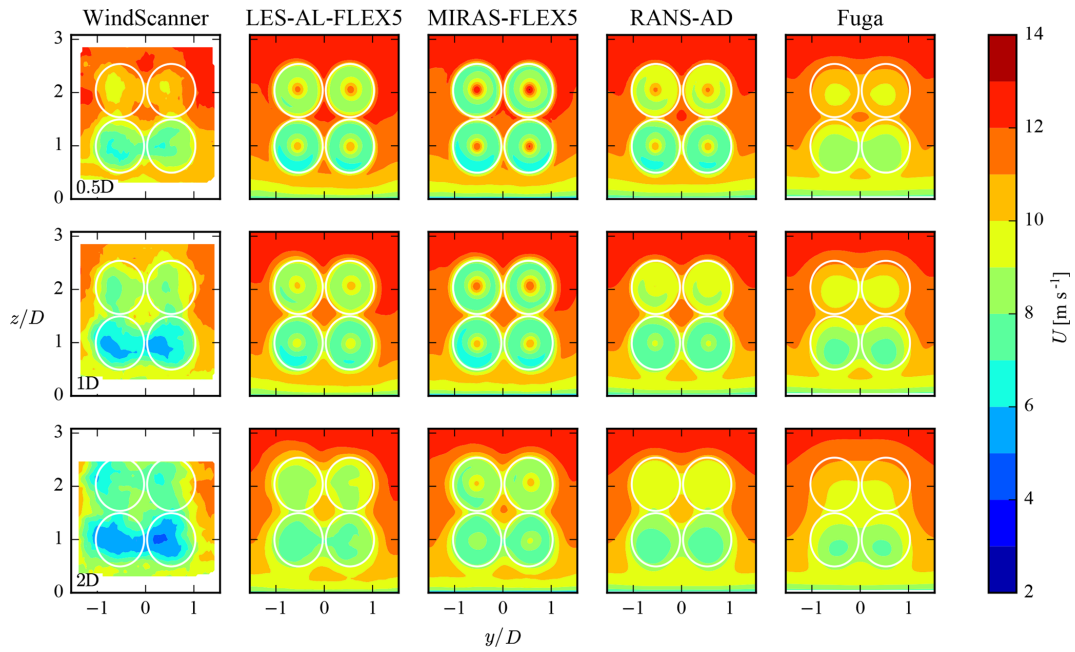 WindScanner LES-AL-FLEX5 MIRAS-FLEX5 RANS-AD Fuga
3
2
1
0
0.5D
3
2
1
0
1D
z/D
3
2
1
0
2D
−1 0 1 −1 0 1 −1 0 1 −1 0 1 −1 0 1
y/D
14
12
10
8
6
4
2
U [m s⁻¹]